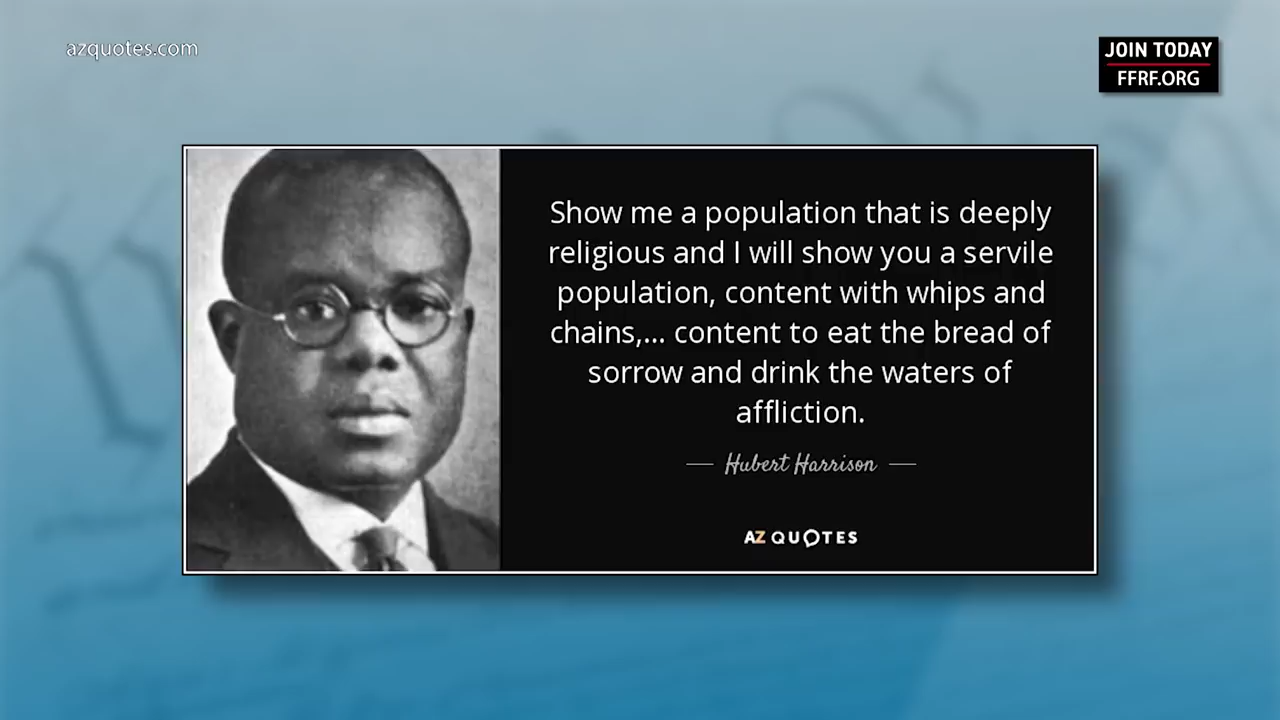 azquotes.com
JOIN TODAY
FFRF.ORG
Show me a population that is deeply
religious and I will show you a servile
population, content with whips and
chains,... content to eat the bread of
sorrow and drink the waters of
affliction.
Hubert Harrison
AZ QUOTES